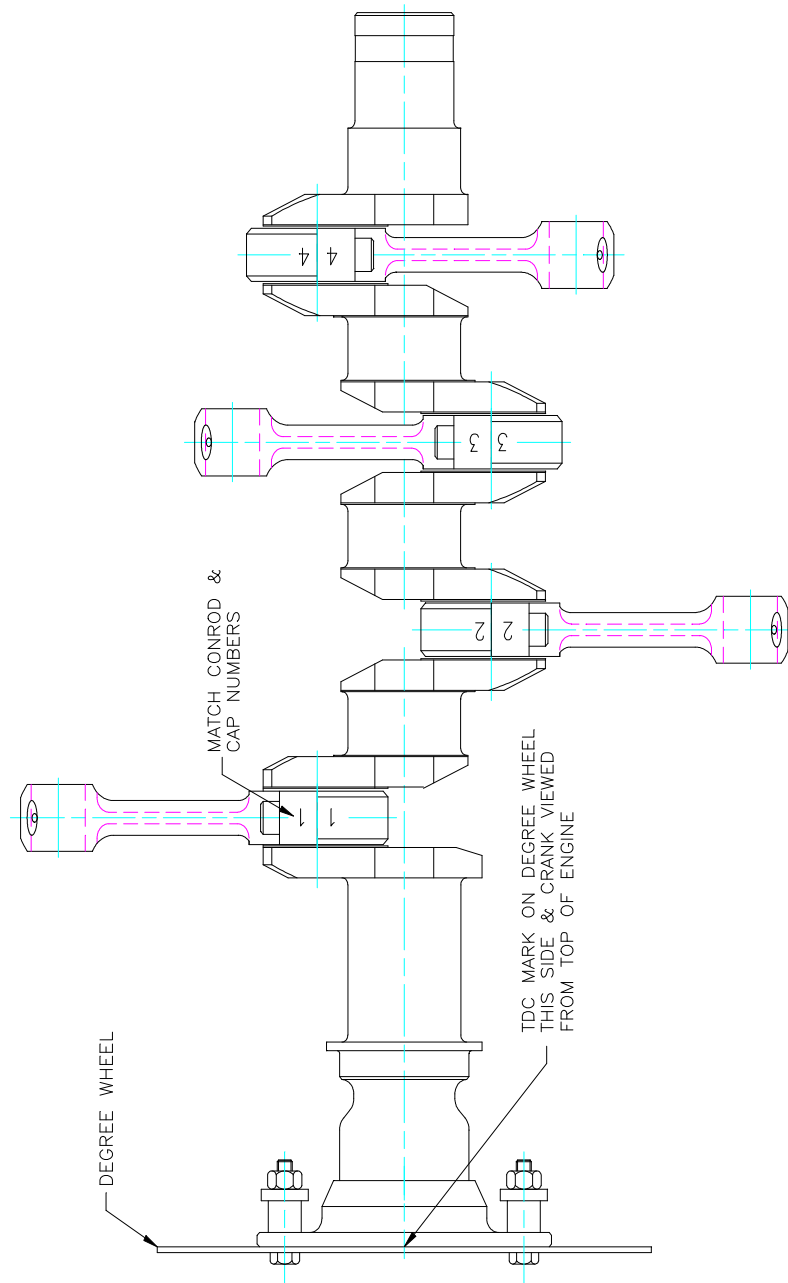 4 4
3 3
MATCH CONROD &
CAP NUMBERS
2 2
1 1
TDC MARK ON DEGREE WHEEL
THIS SIDE & CRANK VIEWED
FROM TOP OF ENGINE
DEGREE WHEEL